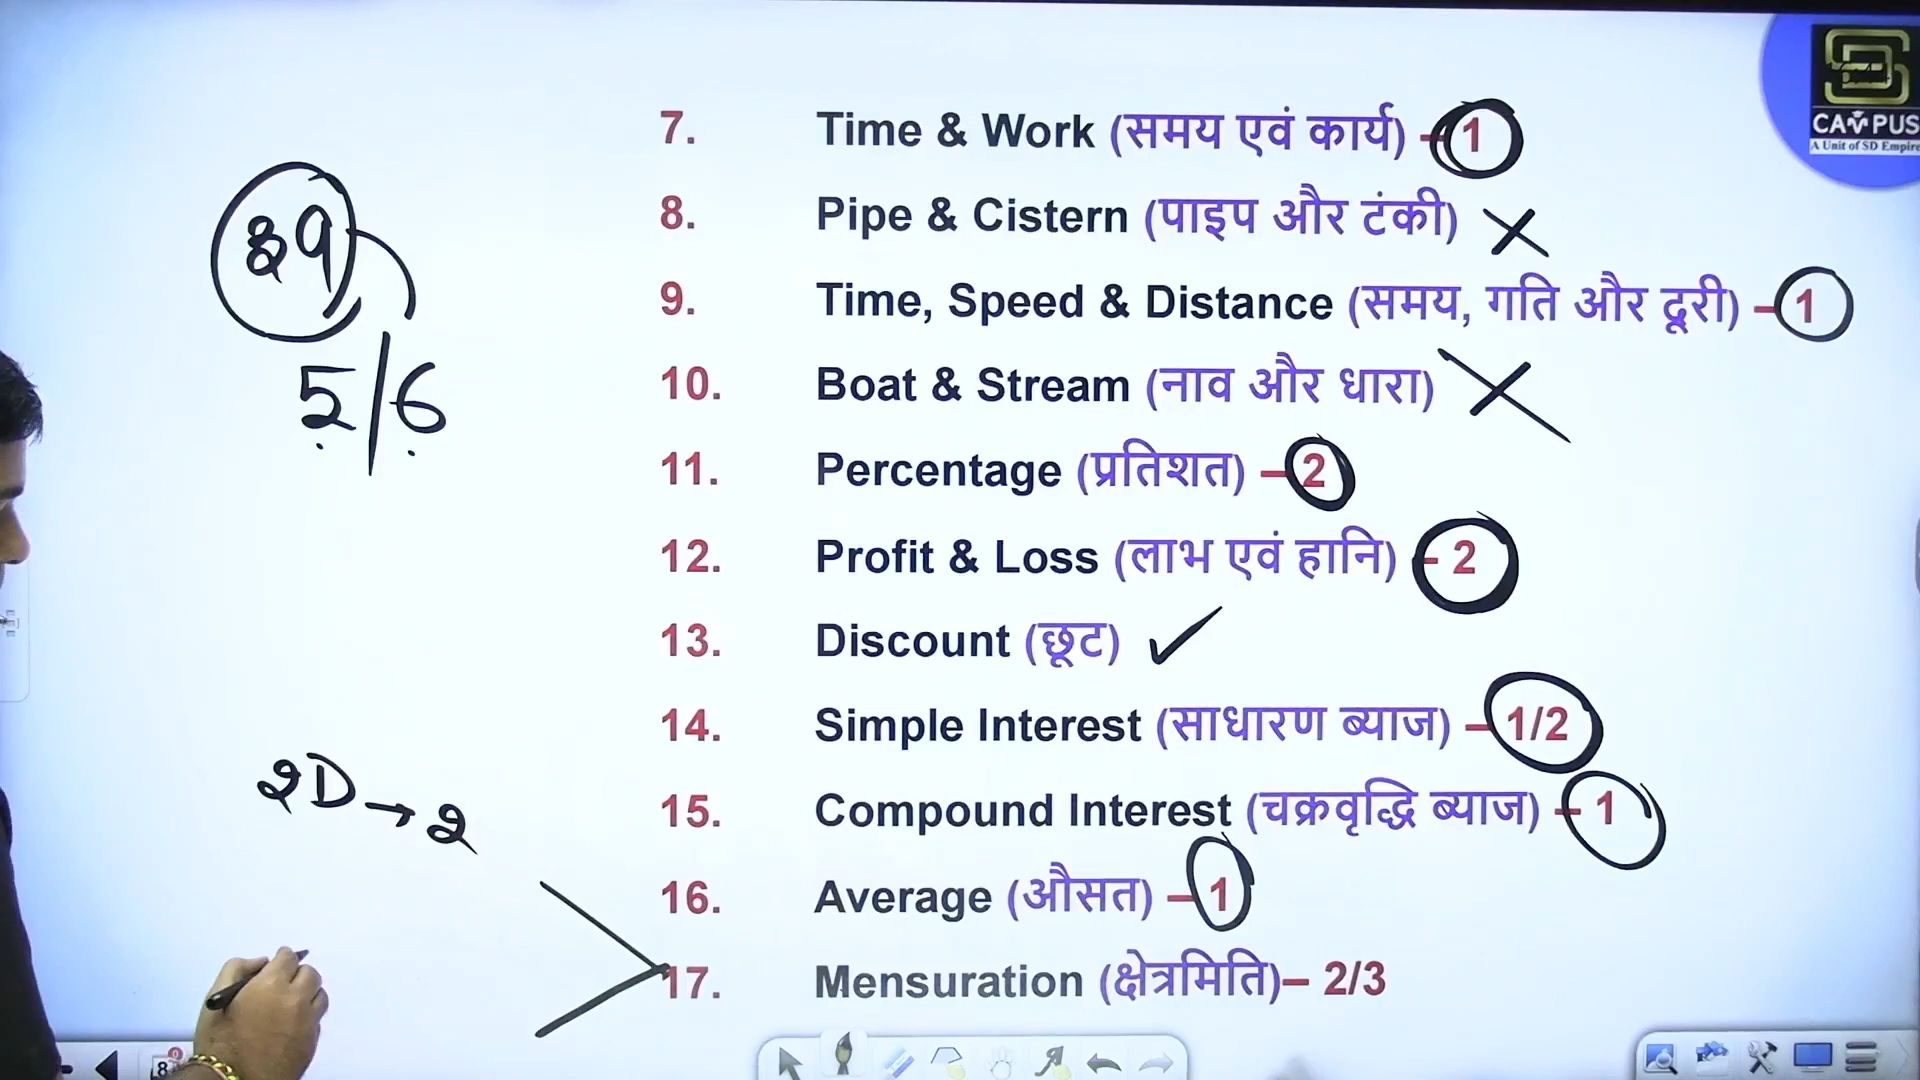 7. Time & Work (समय एवं कार्य) – 1
8. Pipe & Cistern (पाइप और टंकी)
9. Time, Speed & Distance (समय, गति और दूरी) – 1
10. Boat & Stream (नाव और धारा)
11. Percentage (प्रतिशत) – 2
12. Profit & Loss (लाभ एवं हानि) - 2
13. Discount (छूट)
14. Simple Interest (साधारण ब्याज) – 1/2
15. Compound Interest (चक्रवृद्धि ब्याज) – 1
16. Average (औसत) – 1
17. Mensuration (क्षेत्रमिति)– 2/3
5/6
2D → 2
SD
CAMPUS
A Unit of SD Empire